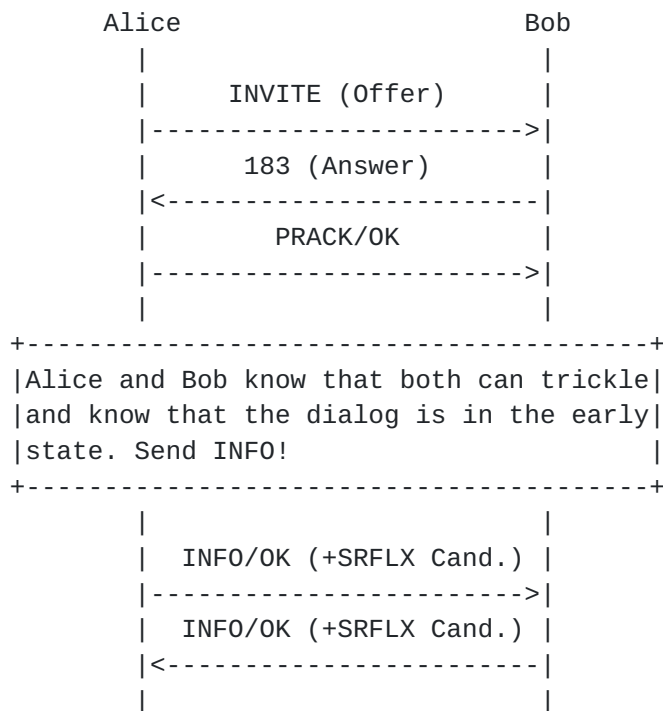 Alice Bob
INVITE (Offer)
183 (Answer)
PRACK/OK
Alice and Bob know that both can trickle
and know that the dialog is in the early
state. Send INFO!
INFO/OK (+SRFLX Cand.)
INFO/OK (+SRFLX Cand.)